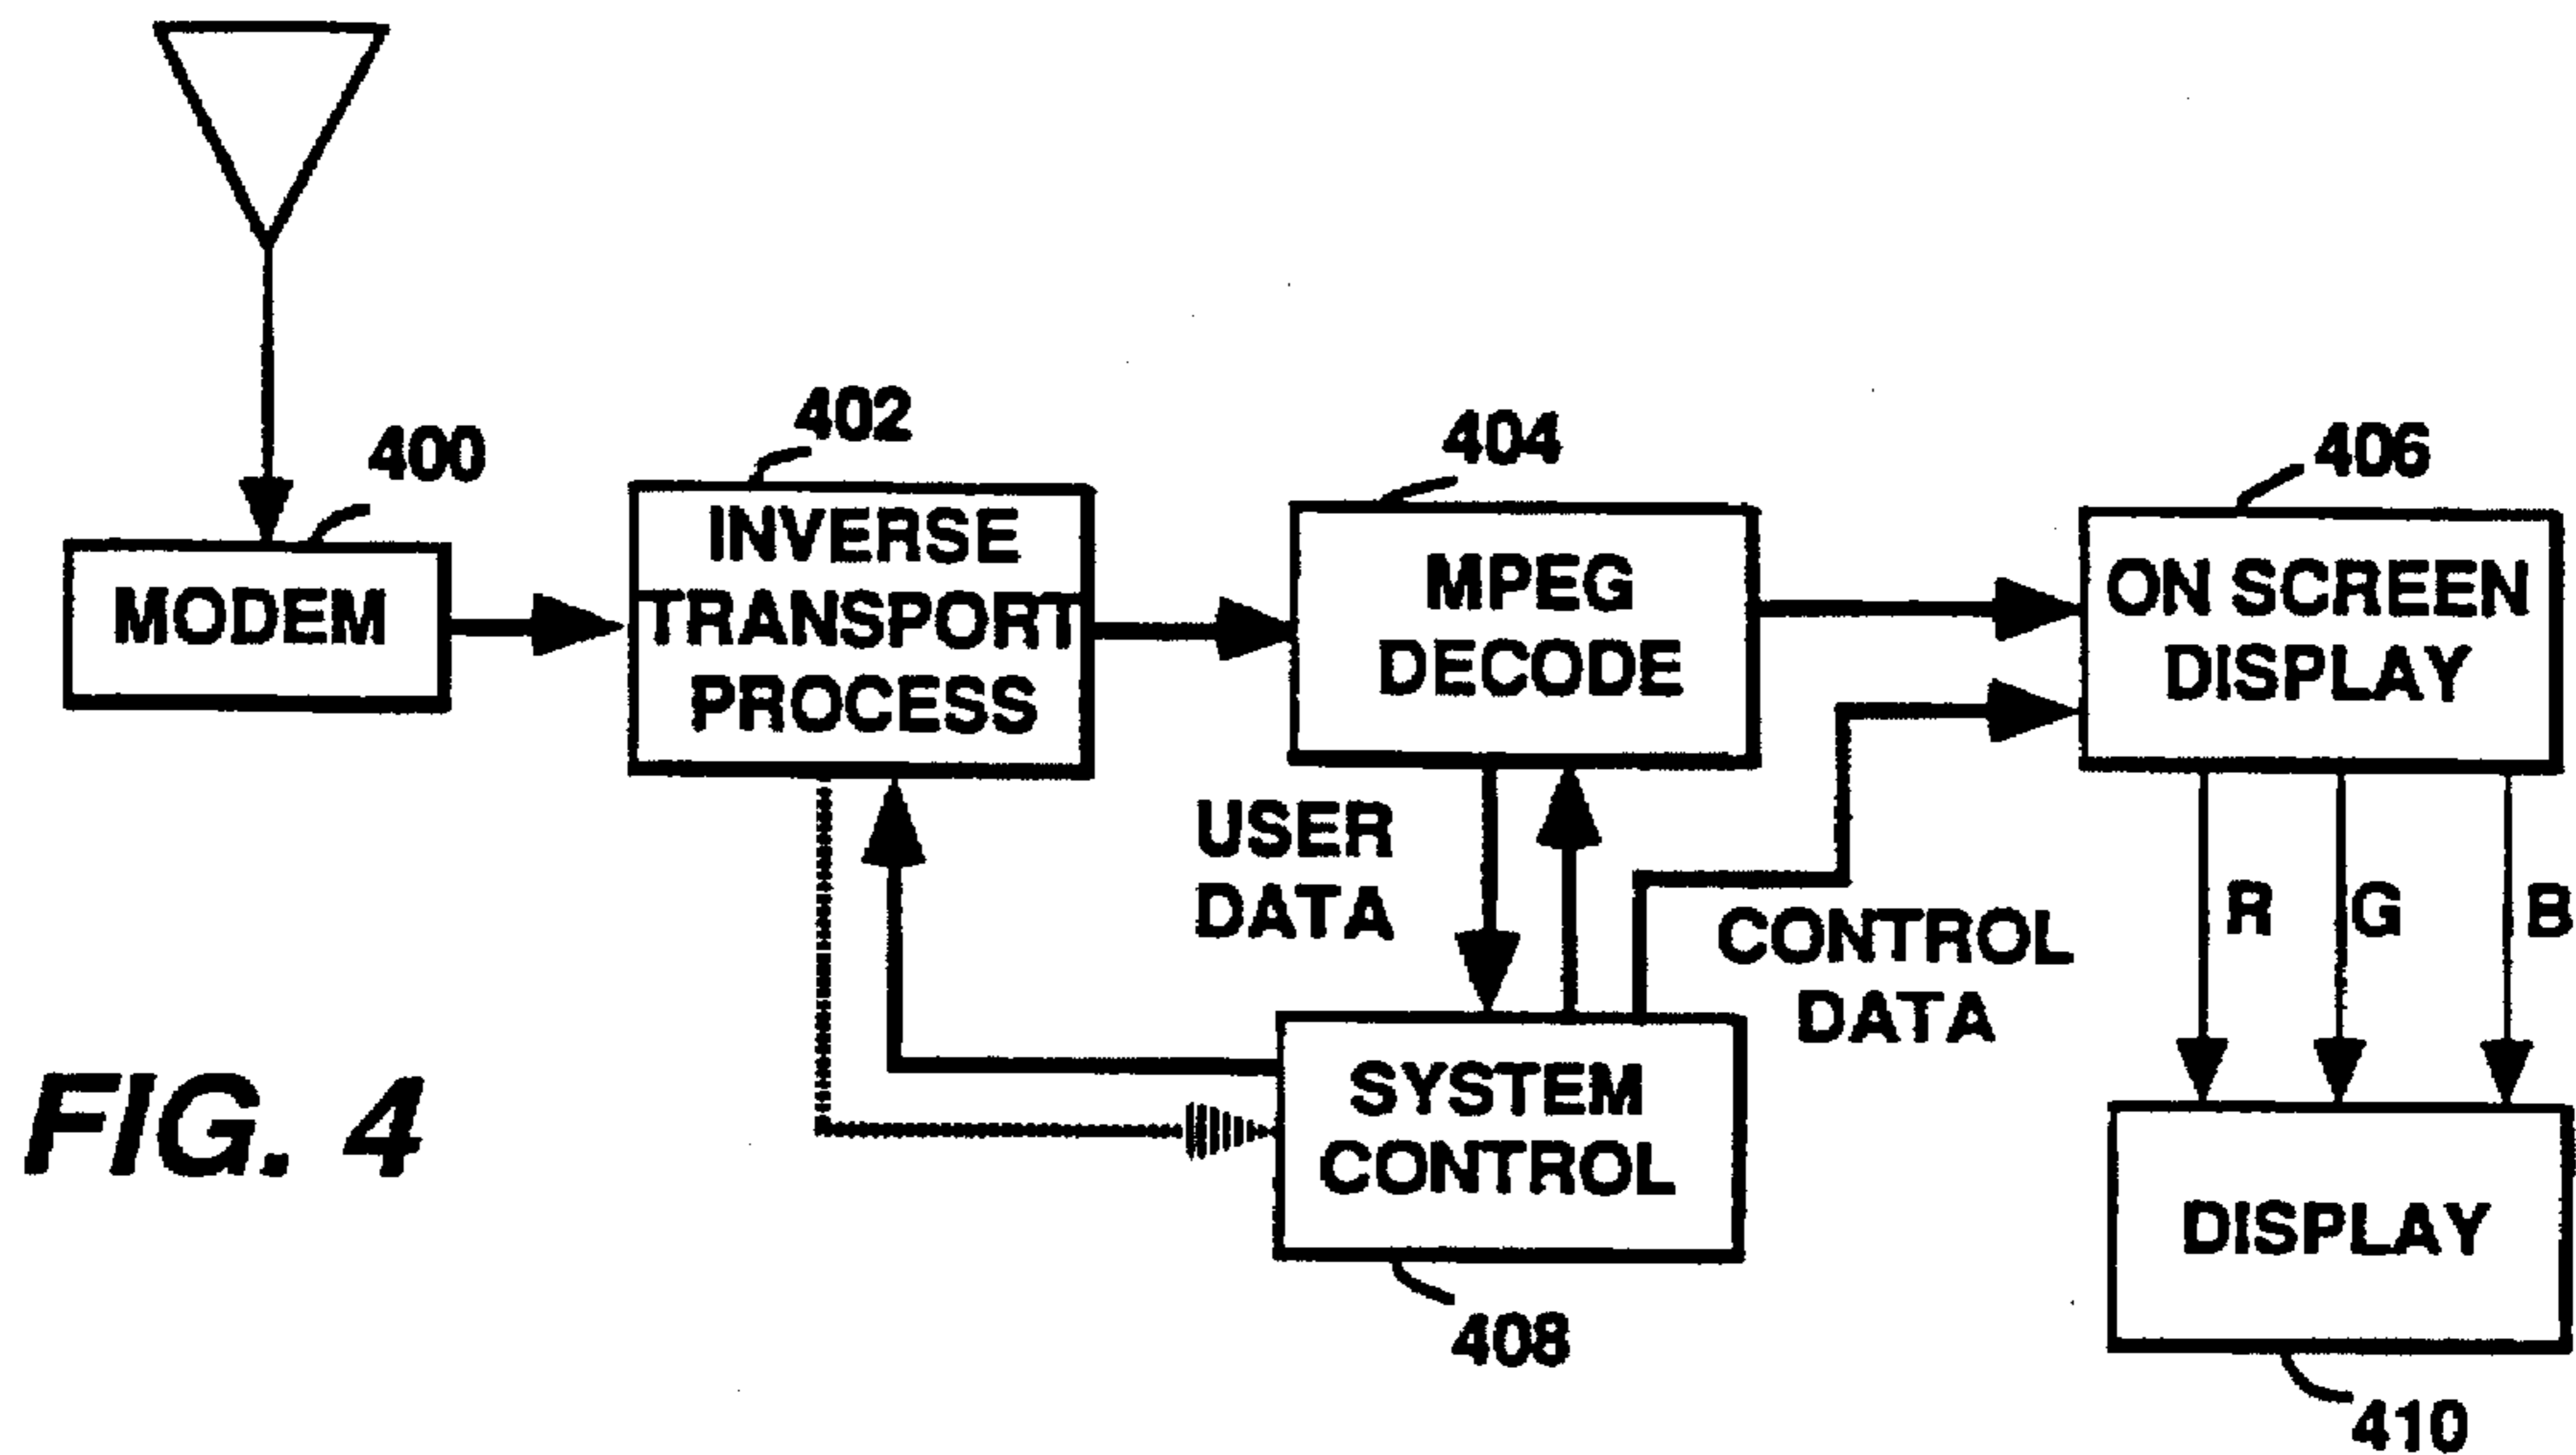 402
404
406
400
INVERSE
TRANSPORT
PROCESS
MPEG
DECODE
ON SCREEN
DISPLAY
MODEM
USER
DATA
CONTROL
DATA
R
G
B
SYSTEM
CONTROL
DISPLAY
FIG. 4
408
410